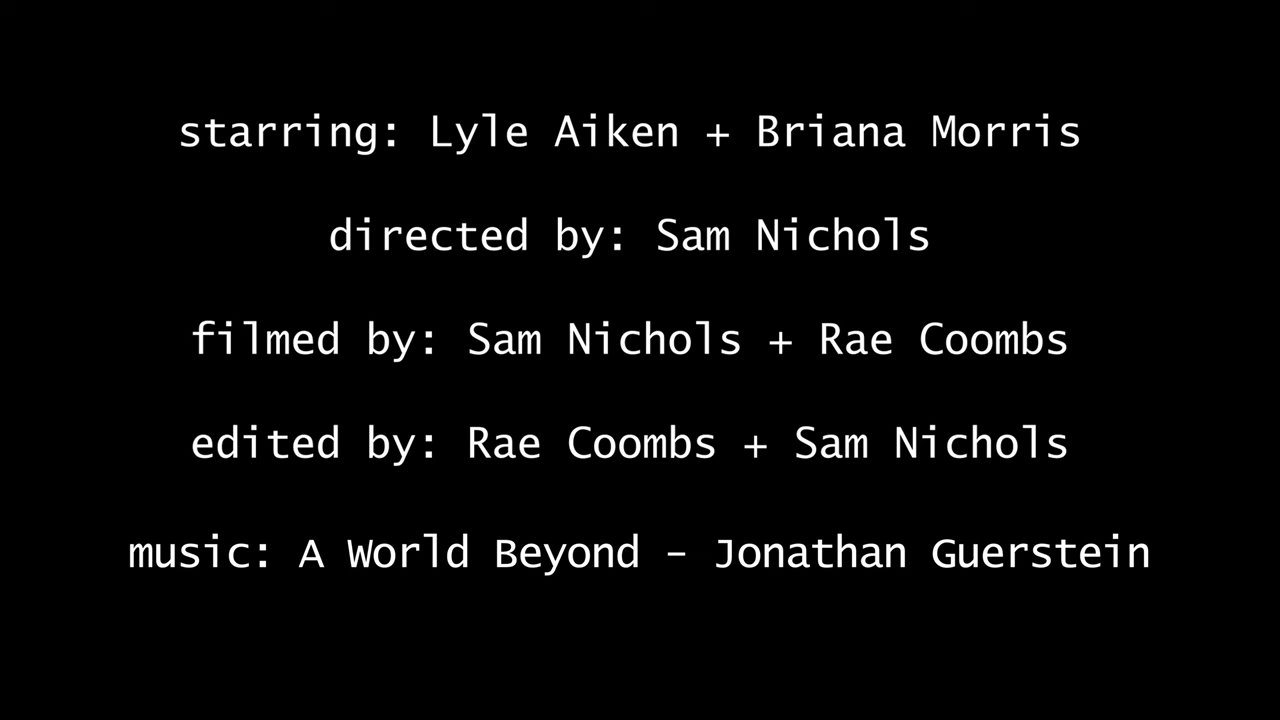 starring: Lyle Aiken + Briana Morris
directed by: Sam Nichols
filmed by: Sam Nichols + Rae Coombs
edited by: Rae Coombs + Sam Nichols
music: A World Beyond – Jonathan Guerstein